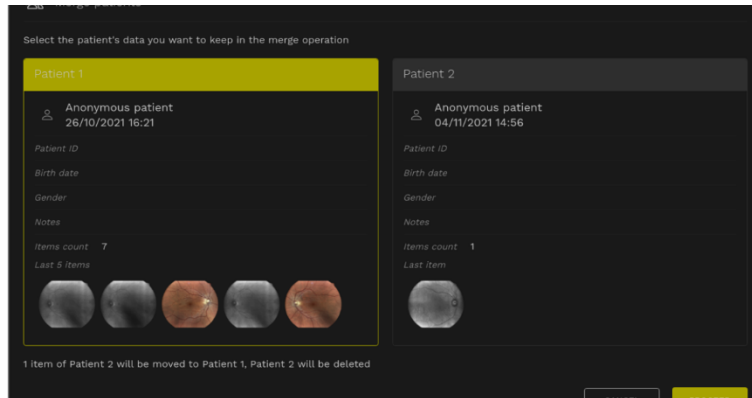 Merge patients
Select the patient's data you want to keep in the merge operation
Patient 1
Anonymous patient
26/10/2021 16:21
Patient ID
Birth date
Gender
Notes
Items count 7
Last 5 items
Patient 2
Anonymous patient
04/11/2021 14:56
Patient ID
Birth date
Gender
Notes
Items count 1
Last item
1 item of Patient 2 will be moved to Patient 1, Patient 2 will be deleted